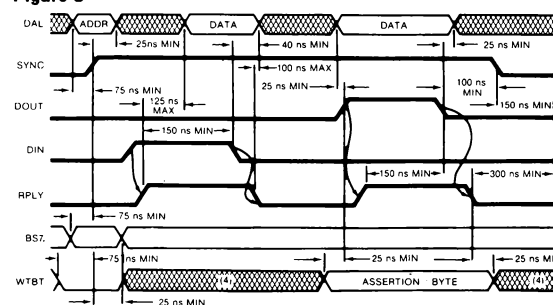 DAL ADDR DATA DATA
25ns MIN 40 ns MIN 25 ns MIN
SYNC
100 ns MAX 100 ns MIN
75 ns MIN 125 ns MAX 25 ns MIN 150 ns MIN
DOUT
150 ns MIN
DIN
150 ns MIN 300 ns MIN
RPLY
75 ns MIN
BS7
75 ns MIN 25 ns MIN 25 ns MIN
WTBT (4) ASSERTION BYTE (4)
25 ns MIN